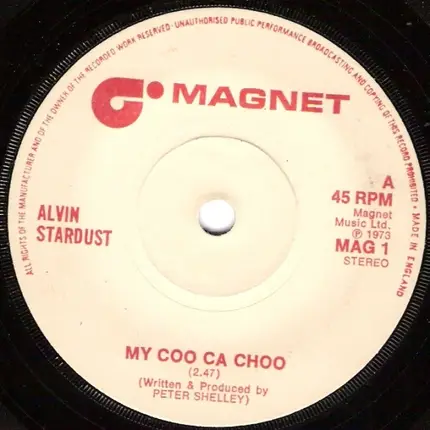 ALL RIGHTS OF THE MANUFACTURER AND OF THE OWNER OF THE RECORDED WORK RESERVED · UNAUTHORISED PUBLIC PERFORMANCE BROADCASTING AND COPYING OF THIS RECORD PROHIBITED • MADE IN ENGLAND
MAGNET
ALVIN
STARDUST
A
45 RPM
Magnet
Music Ltd.
℗ 1973
MAG 1
STEREO
MY COO CA CHOO
(2.47)
(Written & Produced by
PETER SHELLEY)